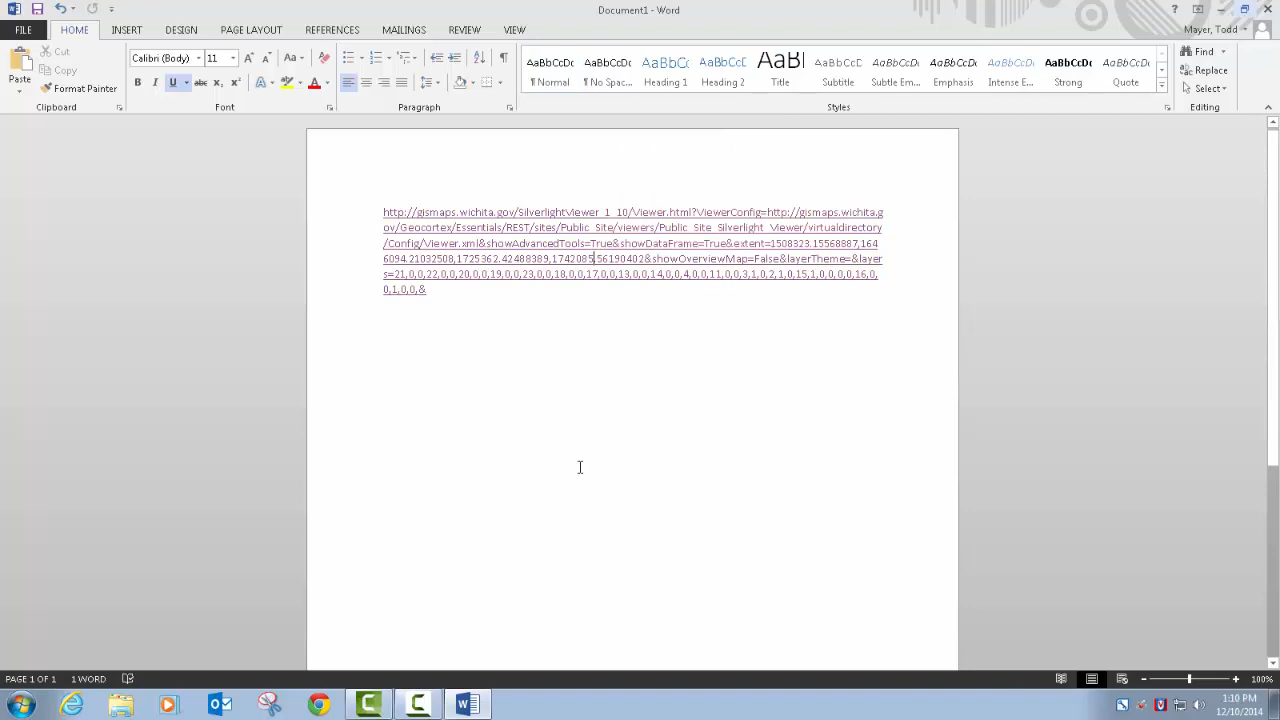 Document1 - Word
FILE HOME INSERT DESIGN PAGE LAYOUT REFERENCES MAILINGS REVIEW VIEW Mayer, Todd
Paste
Cut
Copy
Format Painter
Clipboard
Calibri (Body) 11
Font
Paragraph
AaBbCcDc AaBbCcDc AaBbCc AaBbCcC AaBl AaBbCcD AaBbCcDc AaBbCcDc AaBbCcDc AaBbCcDc AaBbCcDc
¶ Normal ¶ No Spac... Heading 1 Heading 2 Title Subtitle Subtle Em... Emphasis Intense E... Strong Quote
Styles
Find
Replace
Select
Editing
http://gismaps.wichita.gov/SilverlightViewer_1_10/Viewer.html?ViewerConfig=http://gismaps.wichita.g
ov/Geocortex/Essentials/REST/sites/Public_Site/viewers/Public_Site_Silverlight_Viewer/virtualdirectory
/Config/Viewer.xml&showAdvancedTools=True&showDataFrame=True&extent=1508323.15568887,164
6094.21032508,1725362.42488389,1742085.56190402&showOverviewMap=False&layerTheme=&layer
s=21,0,0,22,0,0,20,0,0,19,0,0,23,0,0,18,0,0,17,0,0,13,0,0,14,0,0,4,0,0,11,0,0,3,1,0,2,1,0,15,1,0,0,0,0,16,0,
0,1,0,0,&
PAGE 1 OF 1 1 WORD 100%
1:10 PM
12/10/2014